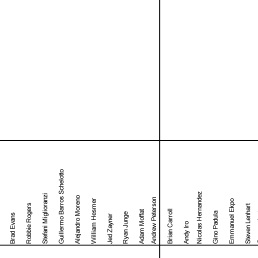 Brad Evans
Robbie Rogers
Stefani Miglioranzi
Guillermo Barros Schelotto
Alejandro Moreno
William Hesmer
Jed Zayner
Ryan Junge
Adam Moffat
Andrew Peterson
Brian Carroll
Andy Iro
Nicolas Hernandez
Gino Padula
Emmanuel Ekpo
Steven Lenhart